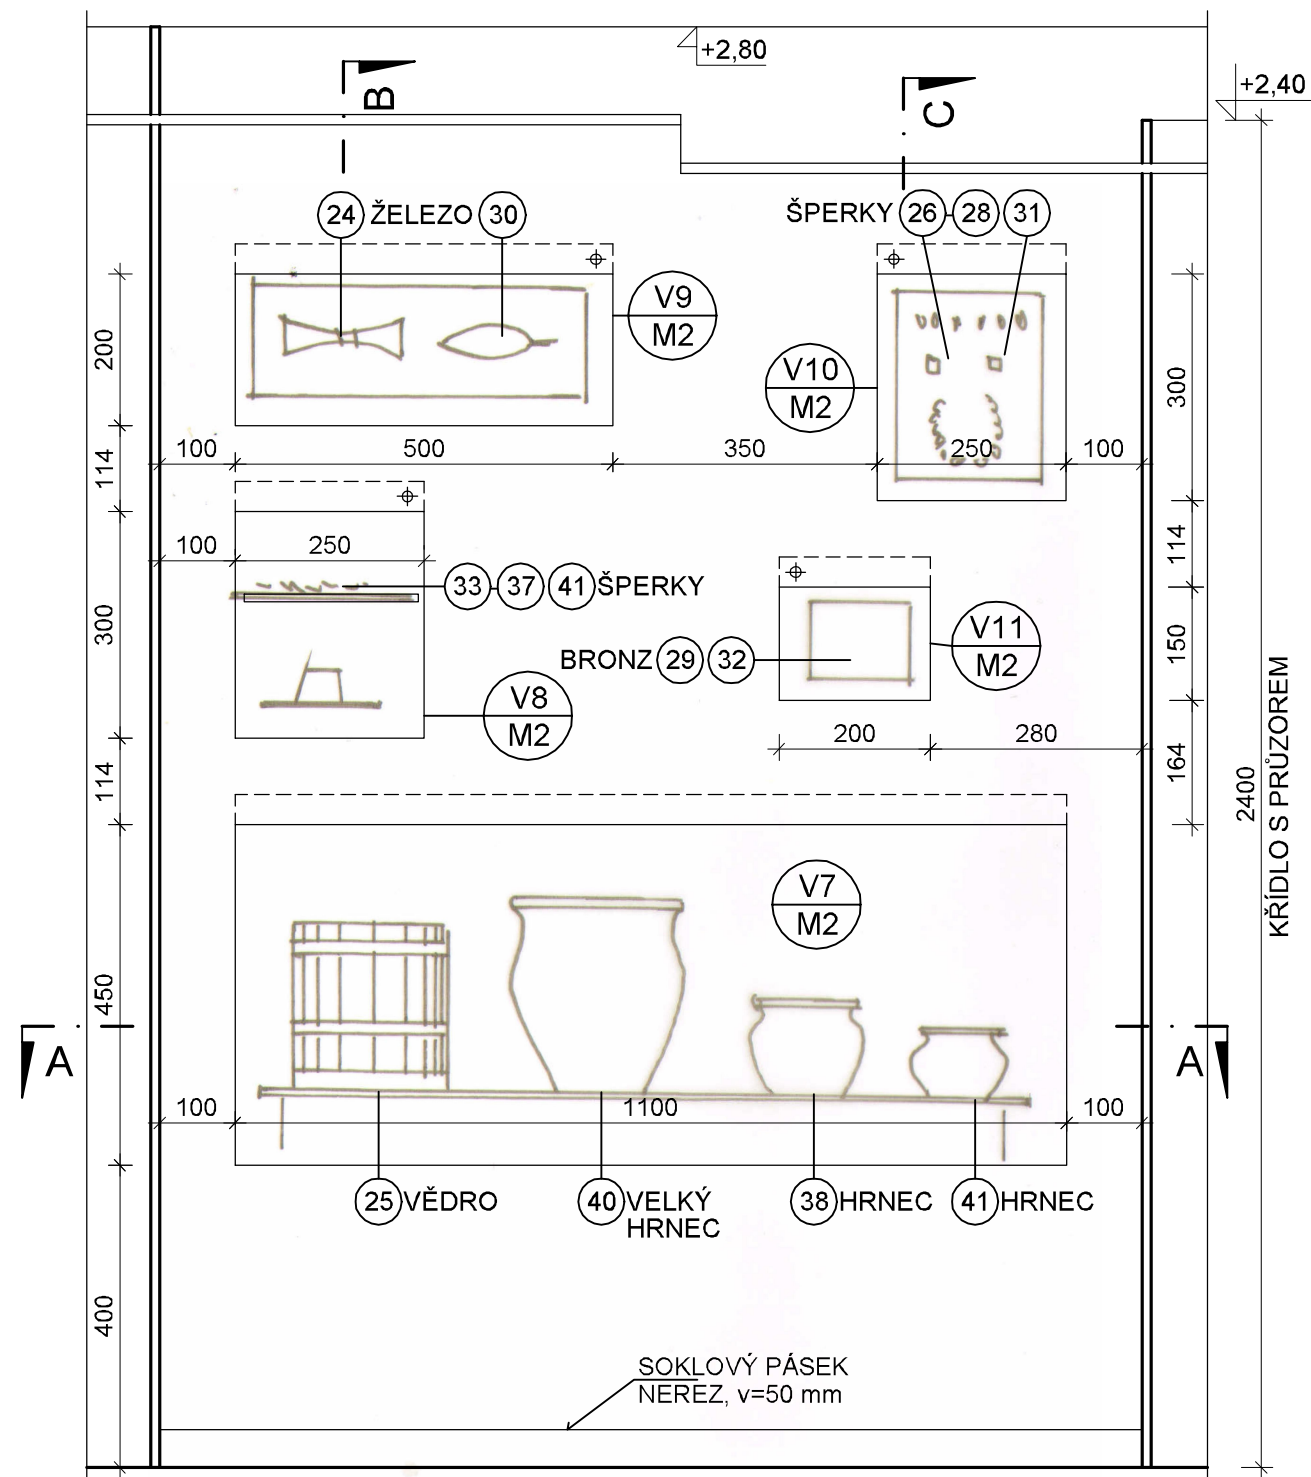 +2,80
+2,40
B
C
24 ŽELEZO 30
ŠPERKY 26 - 28 31
V9
M2
V10
M2
200
300
100 500 350 250 100
114
100 250
114
33 - 37 41 ŠPERKY
300
BRONZ 29 32
V11
M2
150
V8
M2
200 280
114
164
2400
KŘÍDLO S PRŮZOREM
V7
M2
450
A
A
100 1100 100
25 VĚDRO
40 VELKÝ
HRNEC
38 HRNEC
41 HRNEC
400
SOKLOVÝ PÁSEK
NEREZ, v=50 mm